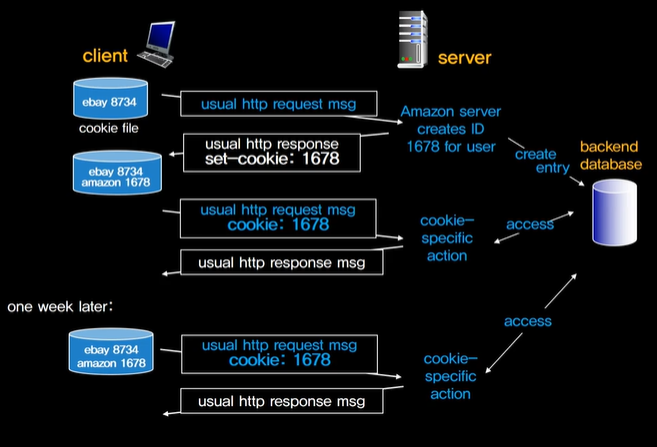 client
server
ebay 8734
cookie file
usual http request msg
Amazon server
creates ID
1678 for user
usual http response
set-cookie: 1678
ebay 8734
amazon 1678
create
entry
backend
database
usual http request msg
cookie: 1678
cookie-
specific
action
access
usual http response msg
one week later:
access
ebay 8734
amazon 1678
usual http request msg
cookie: 1678
cookie-
specific
action
usual http response msg